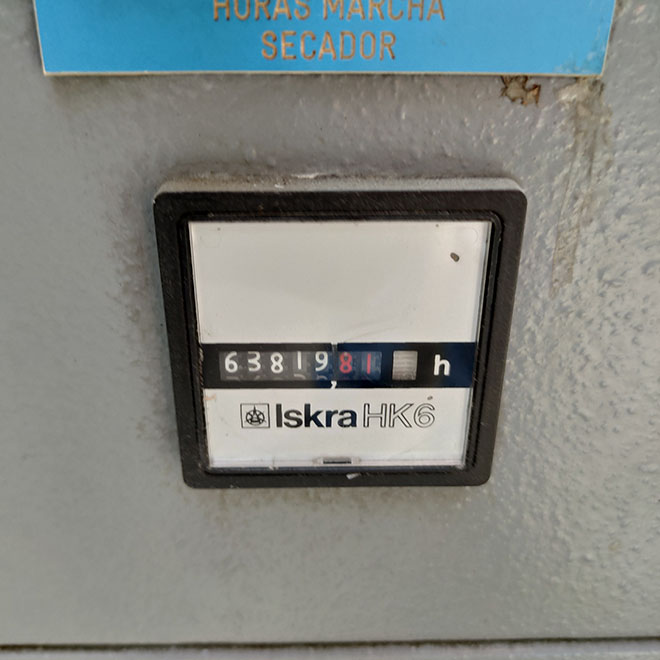 HORAS MARCHA
SECADOR
6381981 h
,
Iskra HK6